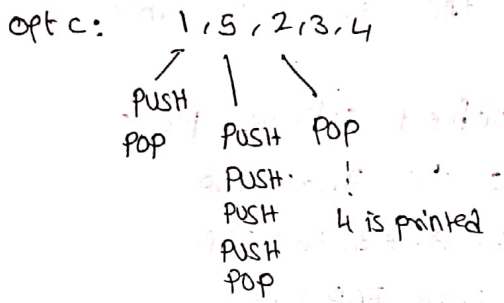 opt c: 1, 5, 2, 3, 4
PUSH
POP
PUSH
PUSH
PUSH
PUSH
POP
POP
4 is printed